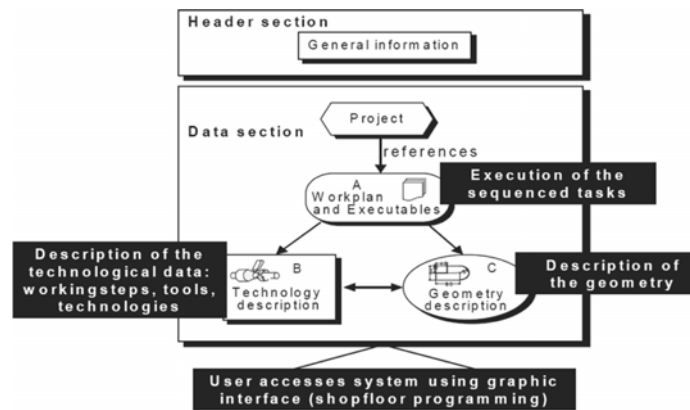 Header section
General information
Data section
Project
references
A
Workplan
and Executables
Execution of the
sequenced tasks
Description of the
technological data:
workingsteps, tools,
technologies
B
Technology
description
C
Geometry
description
Description of
the geometry
User accesses system using graphic
interface (shopfloor programming)